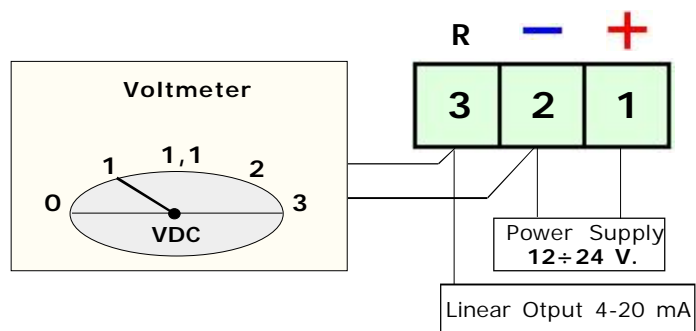 R − +
Voltmeter
3 2 1
1,1
1 2
0 3
VDC
Power Supply
12÷24 V.
Linear Otput 4-20 mA